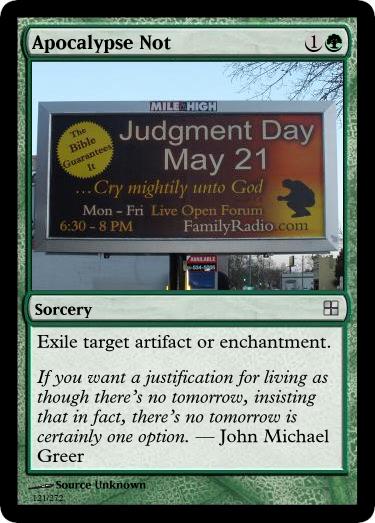 Apocalypse Not
1
MILE HIGH
The
Bible
Guarantees
It
Judgment Day
May 21
...Cry mightily unto God
Mon - Fri Live Open Forum
6:30 - 8 PM FamilyRadio.com
AVAILABLE
Sorcery
Exile target artifact or enchantment.
If you want a justification for living as
though there's no tomorrow, insisting
that in fact, there's no tomorrow is
certainly one option. — John Michael
Greer
Source Unknown
121/272